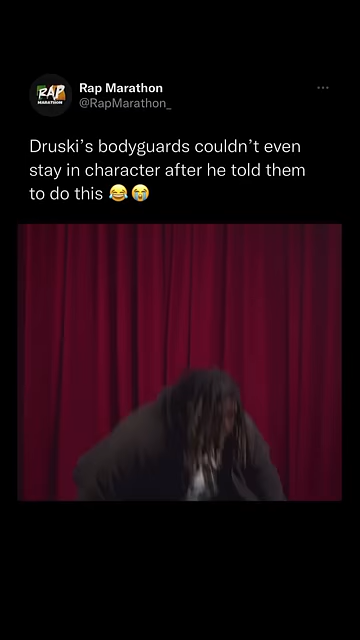 RAP
MARATHON
Rap Marathon
@RapMarathon_
Druski’s bodyguards couldn’t even
stay in character after he told them
to do this 😂😭